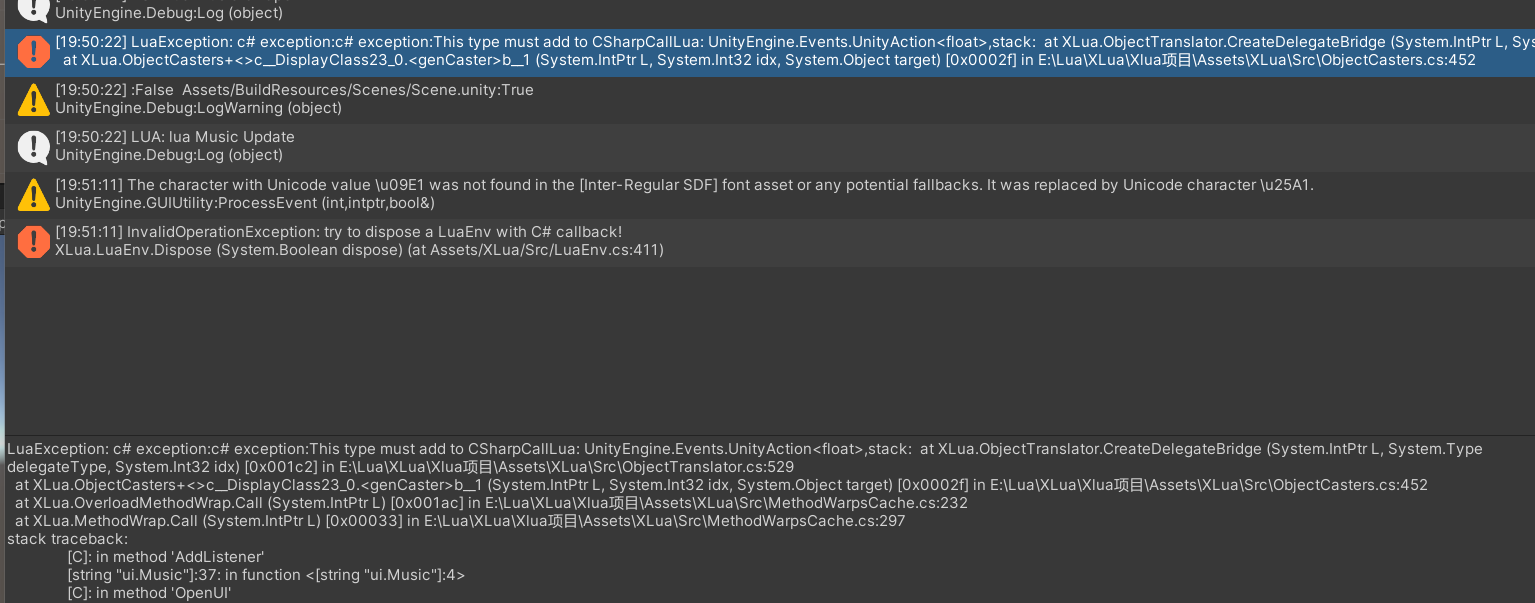 UnityEngine.Debug:Log (object)
[19:50:22] LuaException: c# exception:c# exception:This type must add to CSharpCallLua: UnityEngine.Events.UnityAction<float>,stack:  at XLua.ObjectTranslator.CreateDelegateBridge (System.IntPtr L, Sys
at XLua.ObjectCasters+<>c__DisplayClass23_0.<genCaster>b__1 (System.IntPtr L, System.Int32 idx, System.Object target) [0x0002f] in E:\Lua\XLua\Xlua项目\Assets\XLua\Src\ObjectCasters.cs:452
[19:50:22] :False  Assets/BuildResources/Scenes/Scene.unity:True
UnityEngine.Debug:LogWarning (object)
[19:50:22] LUA: lua Music Update
UnityEngine.Debug:Log (object)
[19:51:11] The character with Unicode value \u09E1 was not found in the [Inter-Regular SDF] font asset or any potential fallbacks. It was replaced by Unicode character \u25A1.
UnityEngine.GUIUtility:ProcessEvent (int,intptr,bool&)
[19:51:11] InvalidOperationException: try to dispose a LuaEnv with C# callback!
XLua.LuaEnv.Dispose (System.Boolean dispose) (at Assets/XLua/Src/LuaEnv.cs:411)
LuaException: c# exception:c# exception:This type must add to CSharpCallLua: UnityEngine.Events.UnityAction<float>,stack:  at XLua.ObjectTranslator.CreateDelegateBridge (System.IntPtr L, System.Type
delegateType, System.Int32 idx) [0x001c2] in E:\Lua\XLua\Xlua项目\Assets\XLua\Src\ObjectTranslator.cs:529
at XLua.ObjectCasters+<>c__DisplayClass23_0.<genCaster>b__1 (System.IntPtr L, System.Int32 idx, System.Object target) [0x0002f] in E:\Lua\XLua\Xlua项目\Assets\XLua\Src\ObjectCasters.cs:452
at XLua.OverloadMethodWrap.Call (System.IntPtr L) [0x001ac] in E:\Lua\XLua\Xlua项目\Assets\XLua\Src\MethodWarpsCache.cs:232
at XLua.MethodWrap.Call (System.IntPtr L) [0x00033] in E:\Lua\XLua\Xlua项目\Assets\XLua\Src\MethodWarpsCache.cs:297
stack traceback:
[C]: in method 'AddListener'
[string "ui.Music"]:37: in function <[string "ui.Music"]:4>
[C]: in method 'OpenUI'